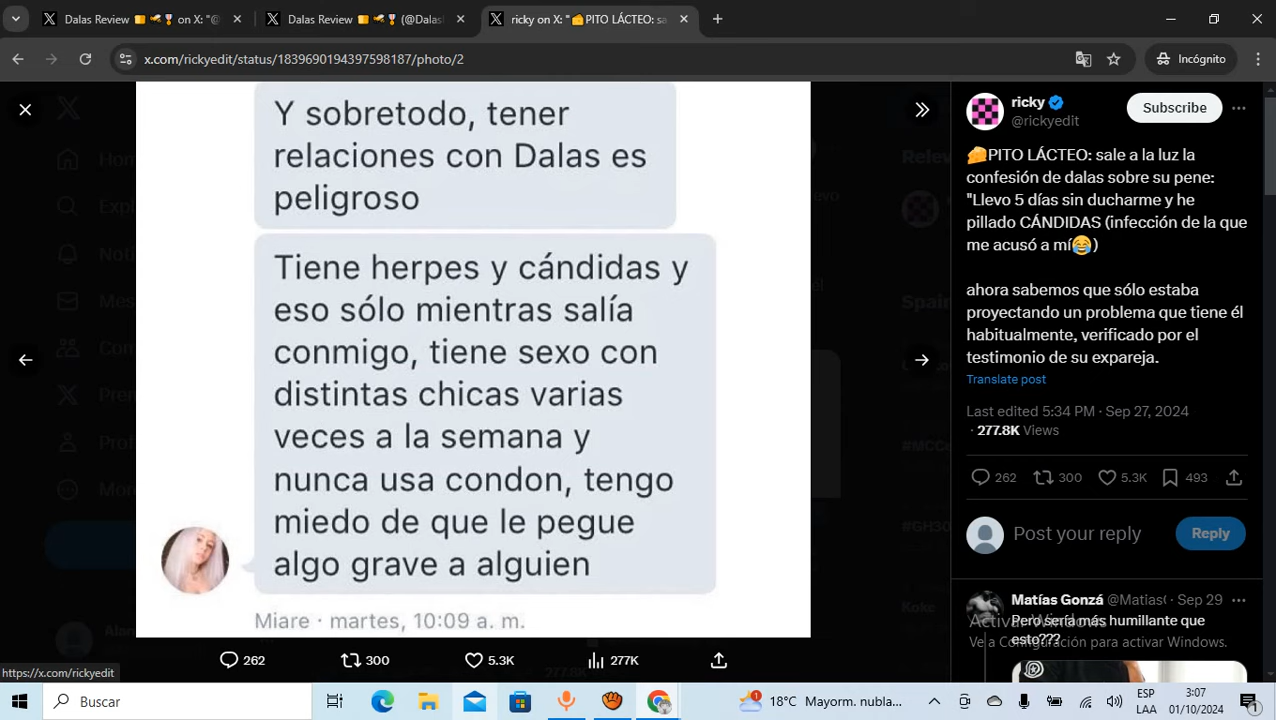 Dalas Review on X: "@
Dalas Review (@Dalas
ricky on X: "PITO LÁCTEO: sa
x.com/rickyedit/status/1839690194397598187/photo/2
Incógnito
Y sobretodo, tener
relaciones con Dalas es
peligroso
Tiene herpes y cándidas y
eso sólo mientras salía
conmigo, tiene sexo con
distintas chicas varias
veces a la semana y
nunca usa condon, tengo
miedo de que le pegue
algo grave a alguien
Miare · martes, 10:09 a. m.
262
300
5.3K
277K
ricky
@rickyedit
Subscribe
🧀PITO LÁCTEO: sale a la luz la
confesión de dalas sobre su pene:
"Llevo 5 días sin ducharme y he
pillado CÁNDIDAS (infección de la que
me acusó a mí😂)
ahora sabemos que sólo estaba
proyectando un problema que tiene él
habitualmente, verificado por el
testimonio de su expareja.
Translate post
Last edited 5:34 PM · Sep 27, 2024
· 277.8K Views
262
300
5.3K
493
Post your reply
Reply
Matías Gonzá @Matias Sep 29
Pero sería más humillante que
esto???
Activar Windows
Ve a Configuración para activar Windows.
https://x.com/rickyedit
Buscar
1
18°C Mayorm. nubla...
ESP
LAA
3:07
01/10/2024
1